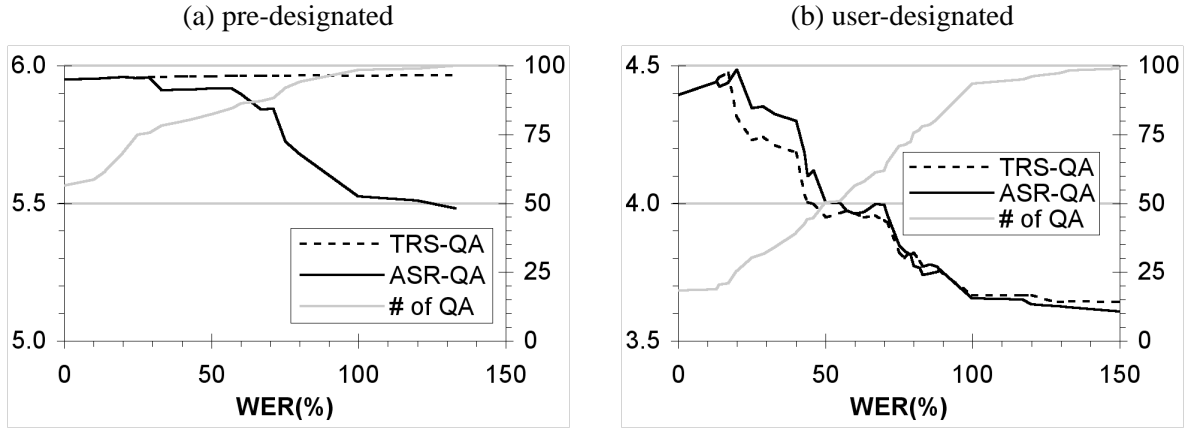 (a) pre-designated
6.0
5.5
5.0
100
75
50
25
0
TRS-QA
ASR-QA
# of QA
0 50 100 150
WER(%)
(b) user-designated
4.5
4.0
3.5
100
75
50
25
0
TRS-QA
ASR-QA
# of QA
0 50 100 150
WER(%)